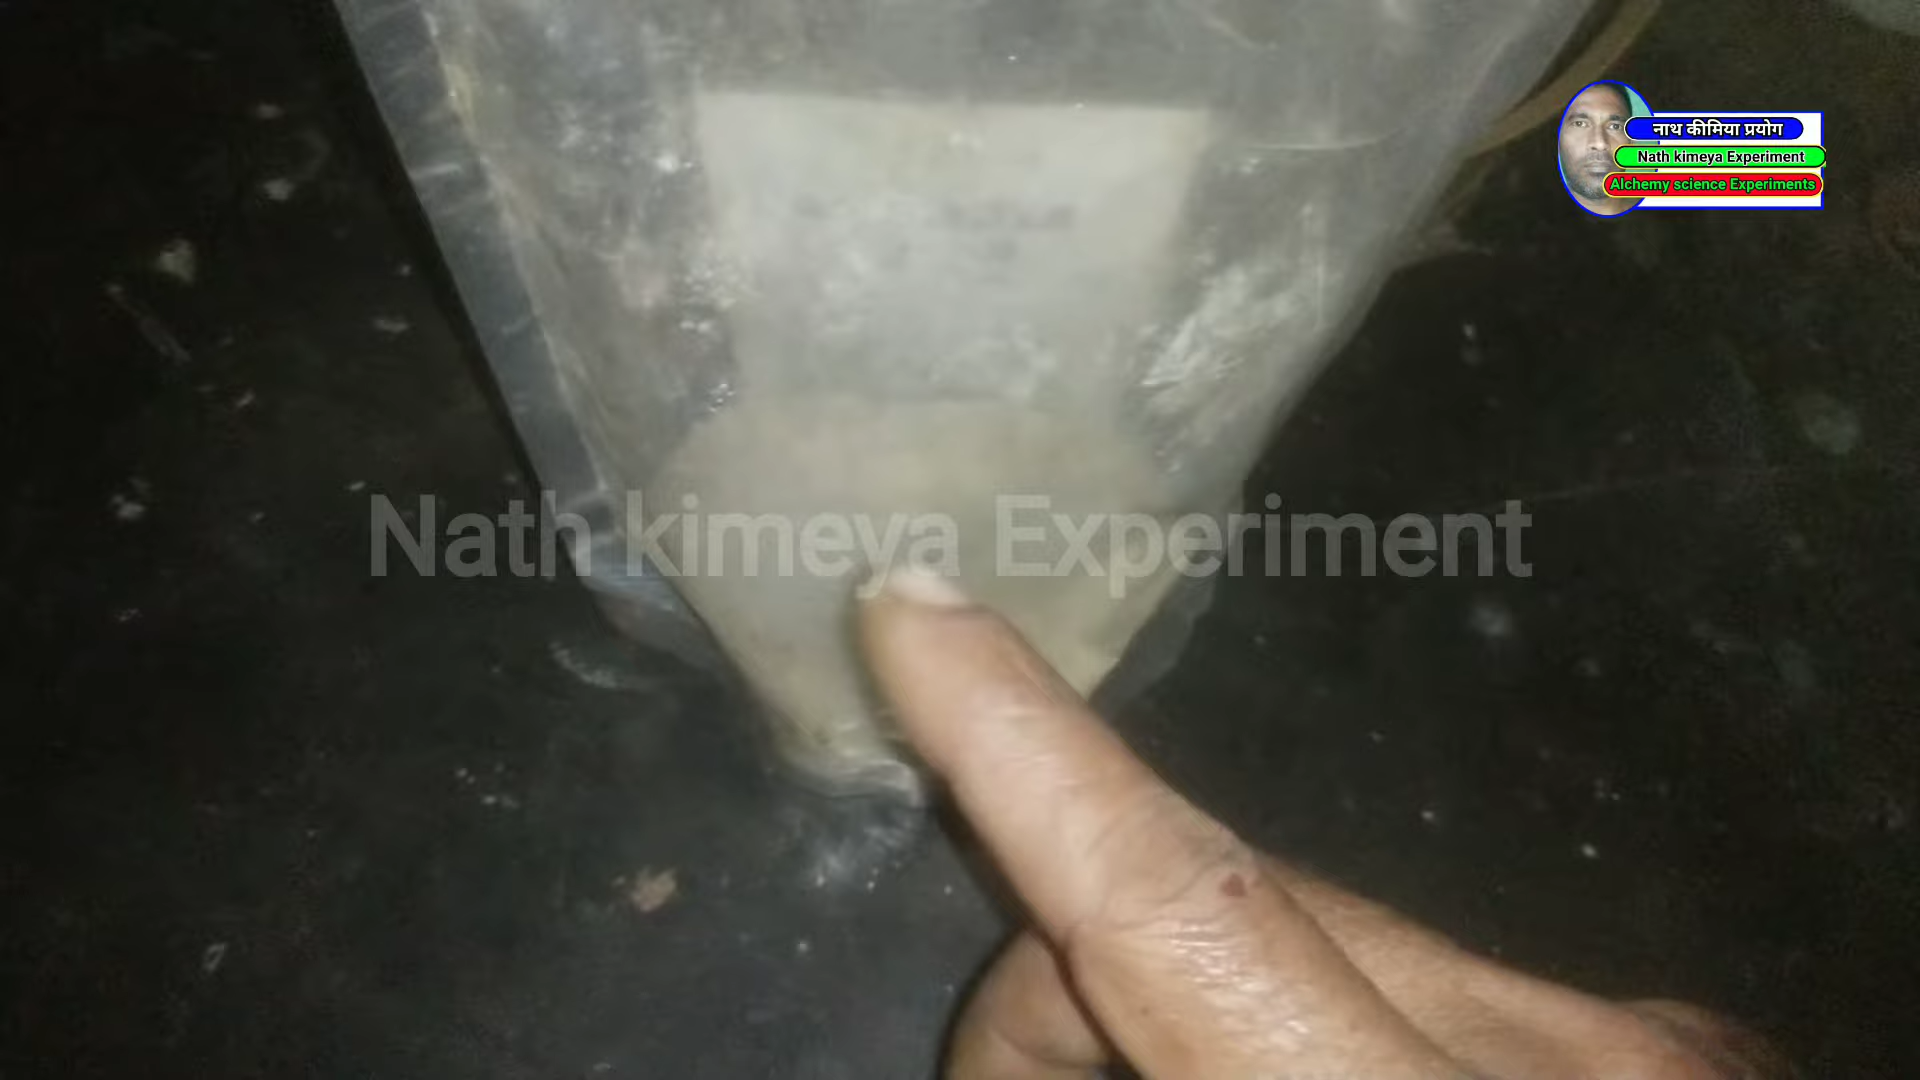 नाथ कीमिया प्रयोग
Nath kimeya Experiment
Alchemy science Experiments
Nath kimeya Experiment